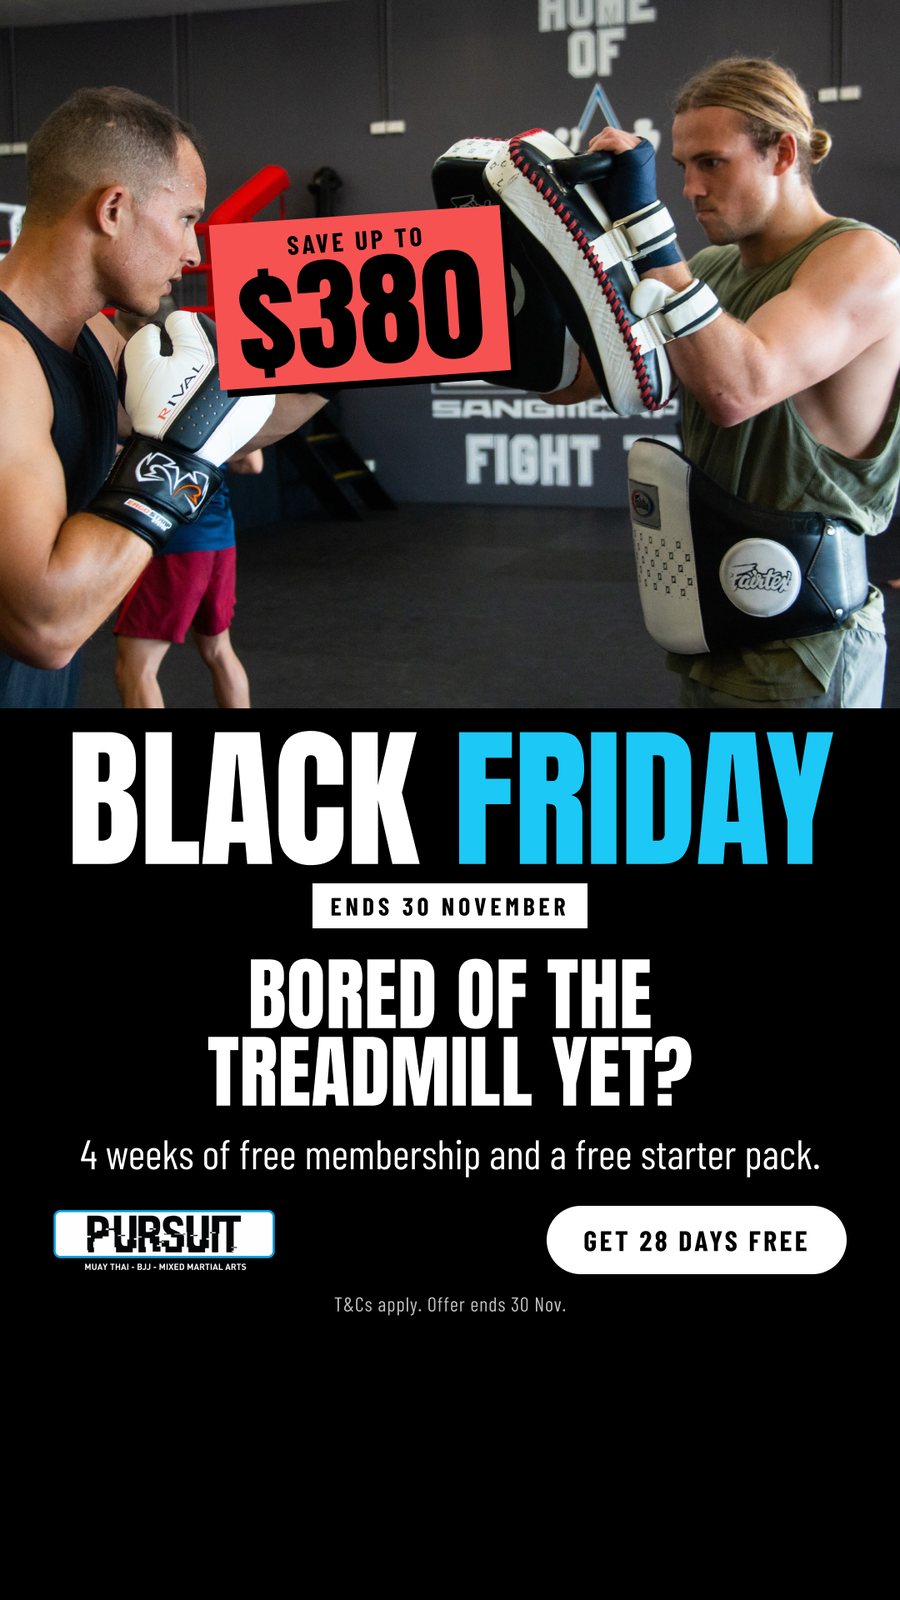 HOME
OF
SAVE UP TO
$380
RIVAL
FIGHT
Fairtex
BLACK FRIDAY
ENDS 30 NOVEMBER
BORED OF THE
TREADMILL YET?
4 weeks of free membership and a free starter pack.
PURSUIT
MUAY THAI - BJJ - MIXED MARTIAL ARTS
GET 28 DAYS FREE
T&Cs apply. Offer ends 30 Nov.